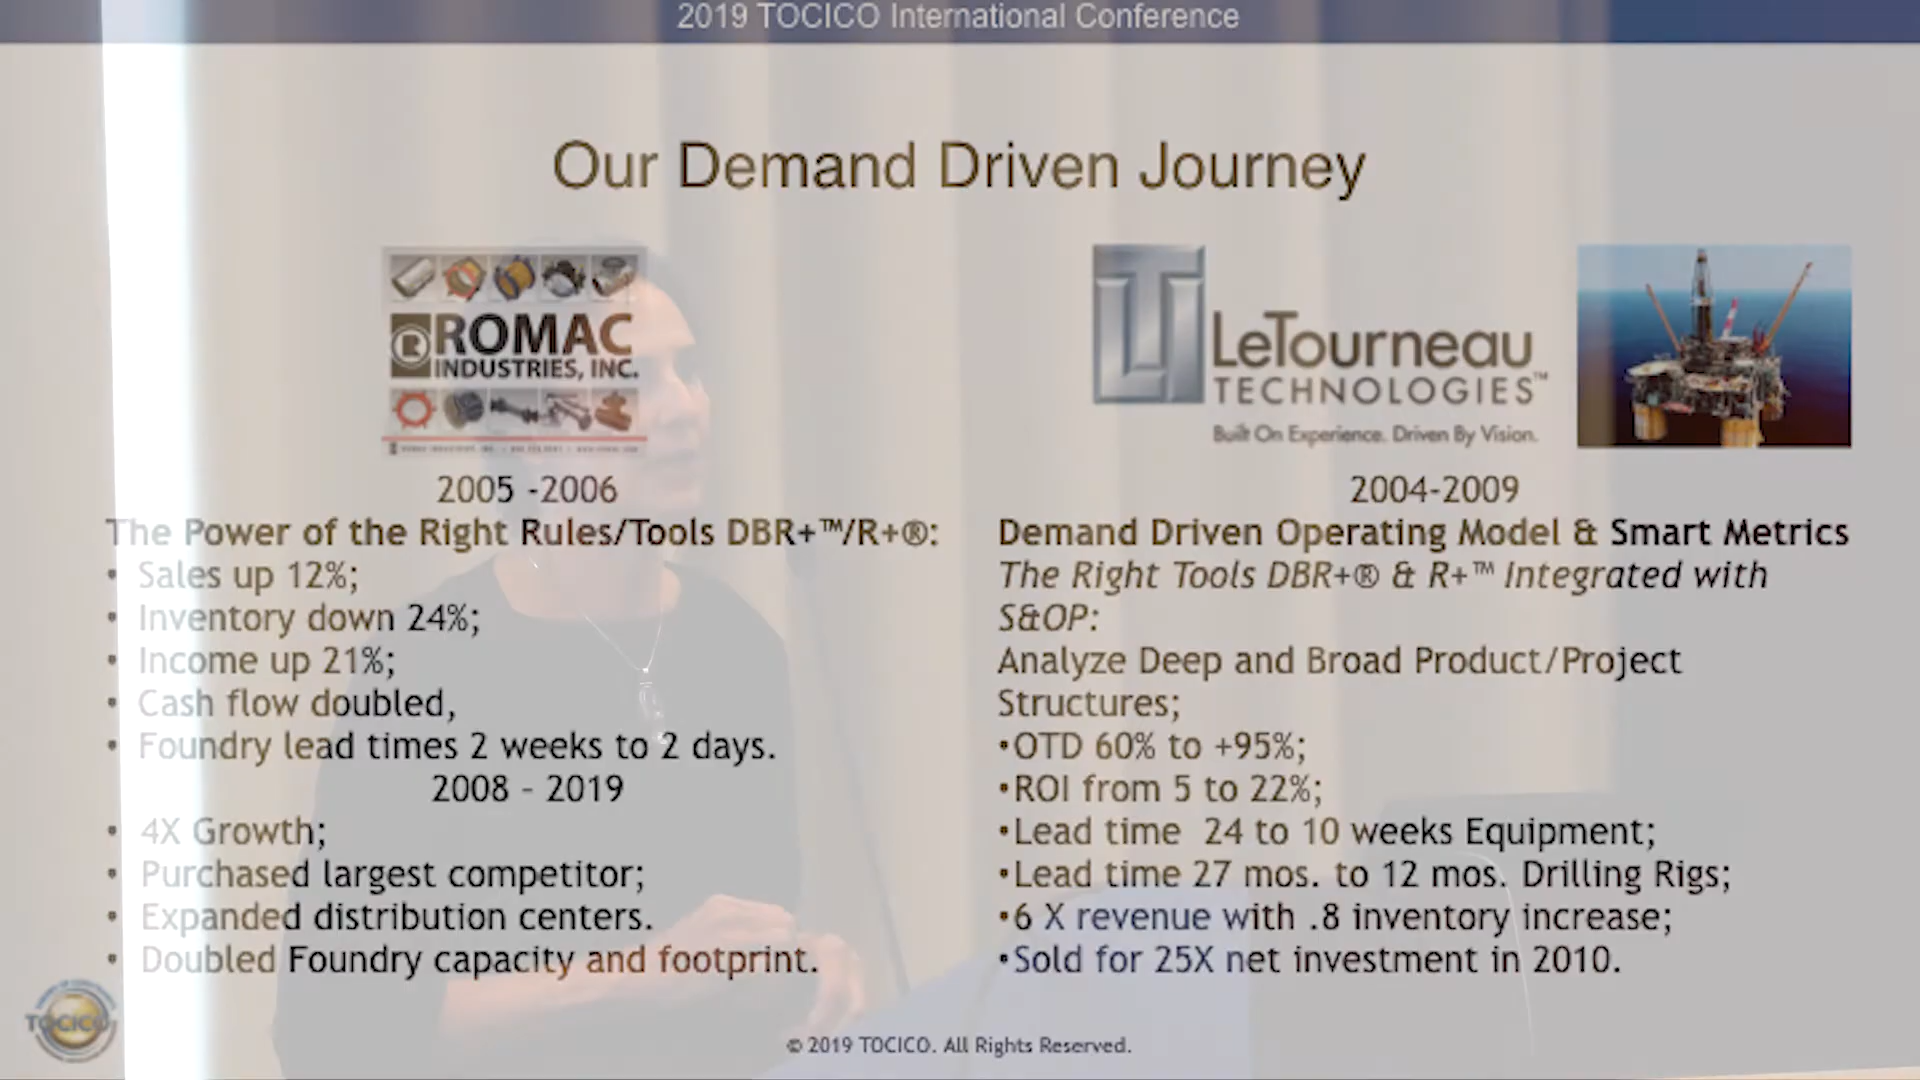 2019 TOCICO International Conference
Our Demand Driven Journey
ROMAC
INDUSTRIES, INC.
2005 -2006
The Power of the Right Rules/Tools DBR+™/R+®:
• Sales up 12%;
• Inventory down 24%;
• Income up 21%;
• Cash flow doubled,
• Foundry lead times 2 weeks to 2 days.
2008 - 2019
• 4X Growth;
• Purchased largest competitor;
• Expanded distribution centers.
• Doubled Foundry capacity and footprint.
LeTourneau
TECHNOLOGIES™
Built On Experience. Driven By Vision.
2004-2009
Demand Driven Operating Model & Smart Metrics
The Right Tools DBR+® & R+™ Integrated with
S&OP:
Analyze Deep and Broad Product/Project
Structures;
•OTD 60% to +95%;
•ROI from 5 to 22%;
•Lead time 24 to 10 weeks Equipment;
•Lead time 27 mos. to 12 mos. Drilling Rigs;
•6 X revenue with .8 inventory increase;
•Sold for 25X net investment in 2010.
TOCICO
© 2019 TOCICO. All Rights Reserved.